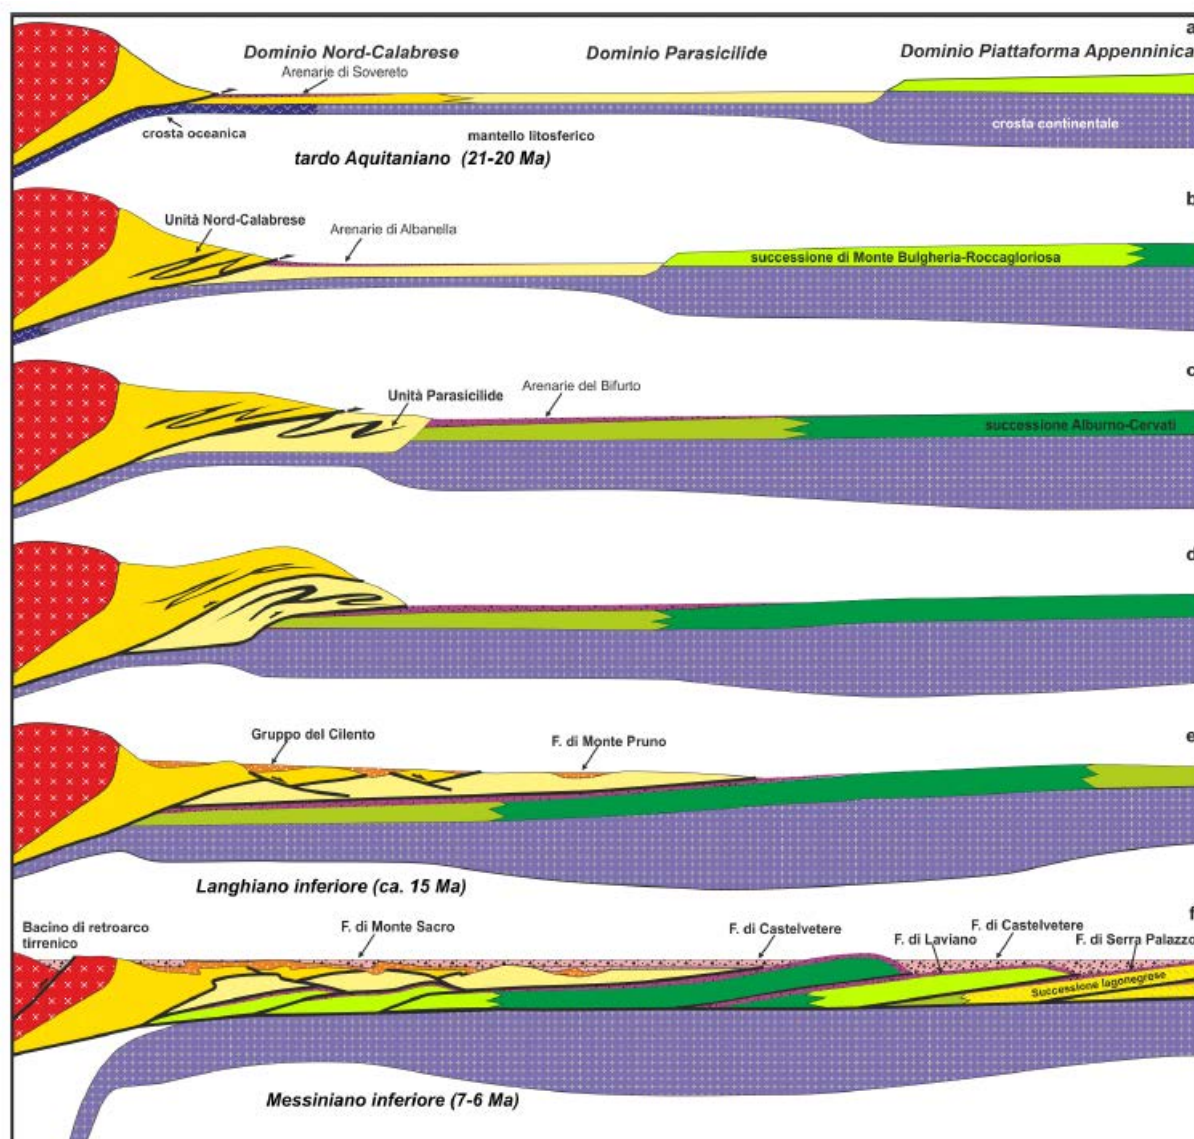 a
Dominio Nord-Calabrese
Dominio Parasicilide
Dominio Piattaforma Appenninica
Arenarie di Sovereto
crosta oceanica
mantello litosferico
crosta continentale
tardo Aquitaniano (21-20 Ma)
b
Unità Nord-Calabrese
Arenarie di Albanella
successione di Monte Bulgheria-Roccagloriosa
c
Unità Parasicilide
Arenarie del Bifurto
successione Alburno-Cervati
d
e
Gruppo del Cilento
F. di Monte Pruno
Langhiano inferiore (ca. 15 Ma)
f
Bacino di retroarco
tirrenico
F. di Monte Sacro
F. di Castelvetere
F. di Laviano
F. di Castelvetere
F. di Serra Palazzo
Successione lagonegrese
Messiniano inferiore (7-6 Ma)